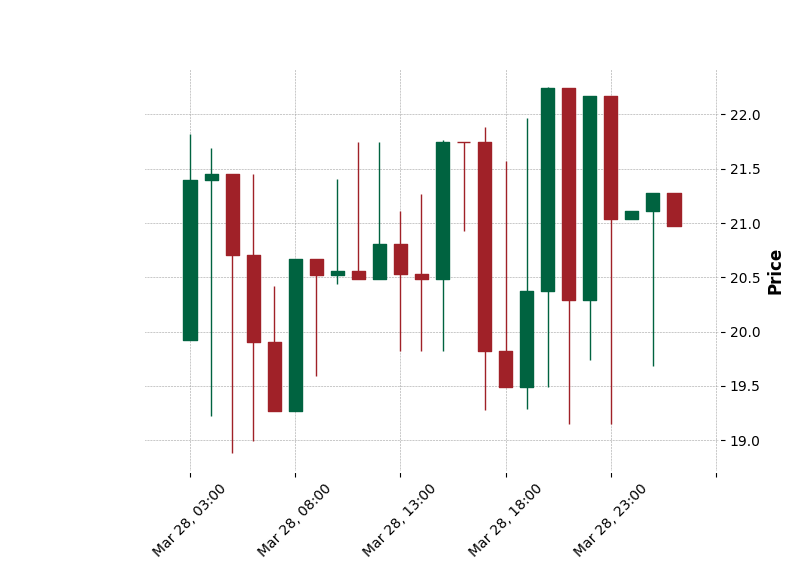 22.0
21.5
21.0
20.5
20.0
19.5
19.0
Price
Mar 28, 03:00
Mar 28, 08:00
Mar 28, 13:00
Mar 28, 18:00
Mar 28, 23:00